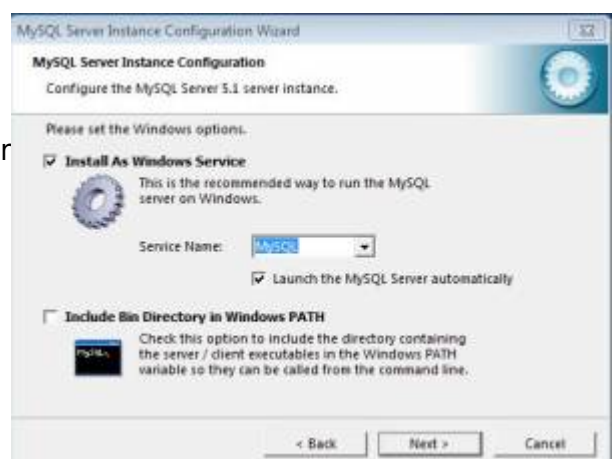 MySQL Server Instance Configuration Wizard
MySQL Server Instance Configuration
Configure the MySQL Server 5.1 server instance.
Please set the Windows options.
r
Install As Windows Service
This is the recommended way to run the MySQL
server on Windows.
Service Name: MySQL
Launch the MySQL Server automatically
Include Bin Directory in Windows PATH
Check this option to include the directory containing
the server / client executables in the Windows PATH
variable so they can be called from the command line.
MySQL
< Back Next > Cancel